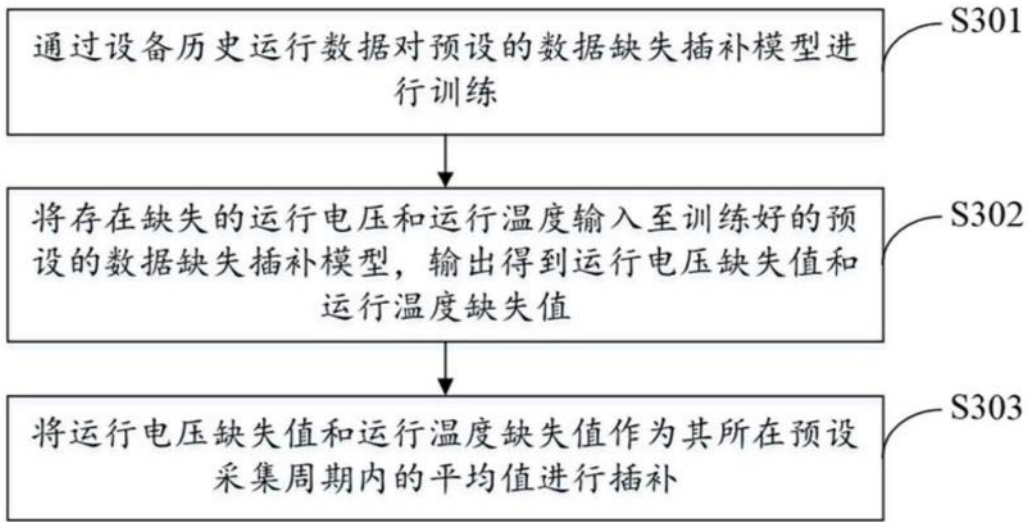 通过设备历史运行数据对预设的数据缺失插补模型进
行训练
S301
将存在缺失的运行电压和运行温度输入至训练好的预
设的数据缺失插补模型，输出得到运行电压缺失值和
运行温度缺失值
S302
将运行电压缺失值和运行温度缺失值作为其所在预设
采集周期内的平均值进行插补
S303